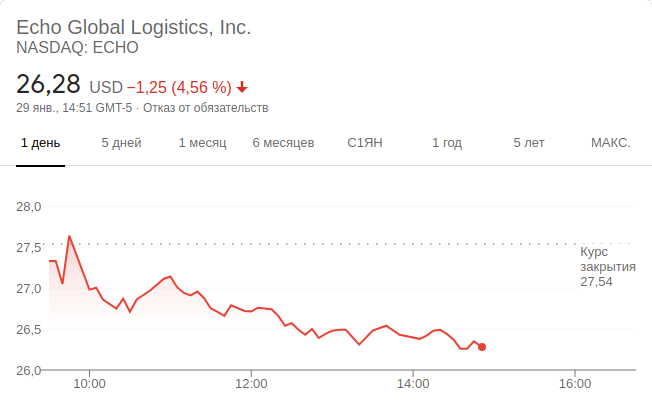 Echo Global Logistics, Inc.
NASDAQ: ECHO
26,28 USD −1,25 (4,56 %)
29 янв., 14:51 GMT-5 · Отказ от обязательств
1 день 5 дней 1 месяц 6 месяцев С1ЯН 1 год 5 лет МАКС.
28,0
27,5
Курс
закрытия
27,54
27,0
26,5
26,0
10:00 12:00 14:00 16:00